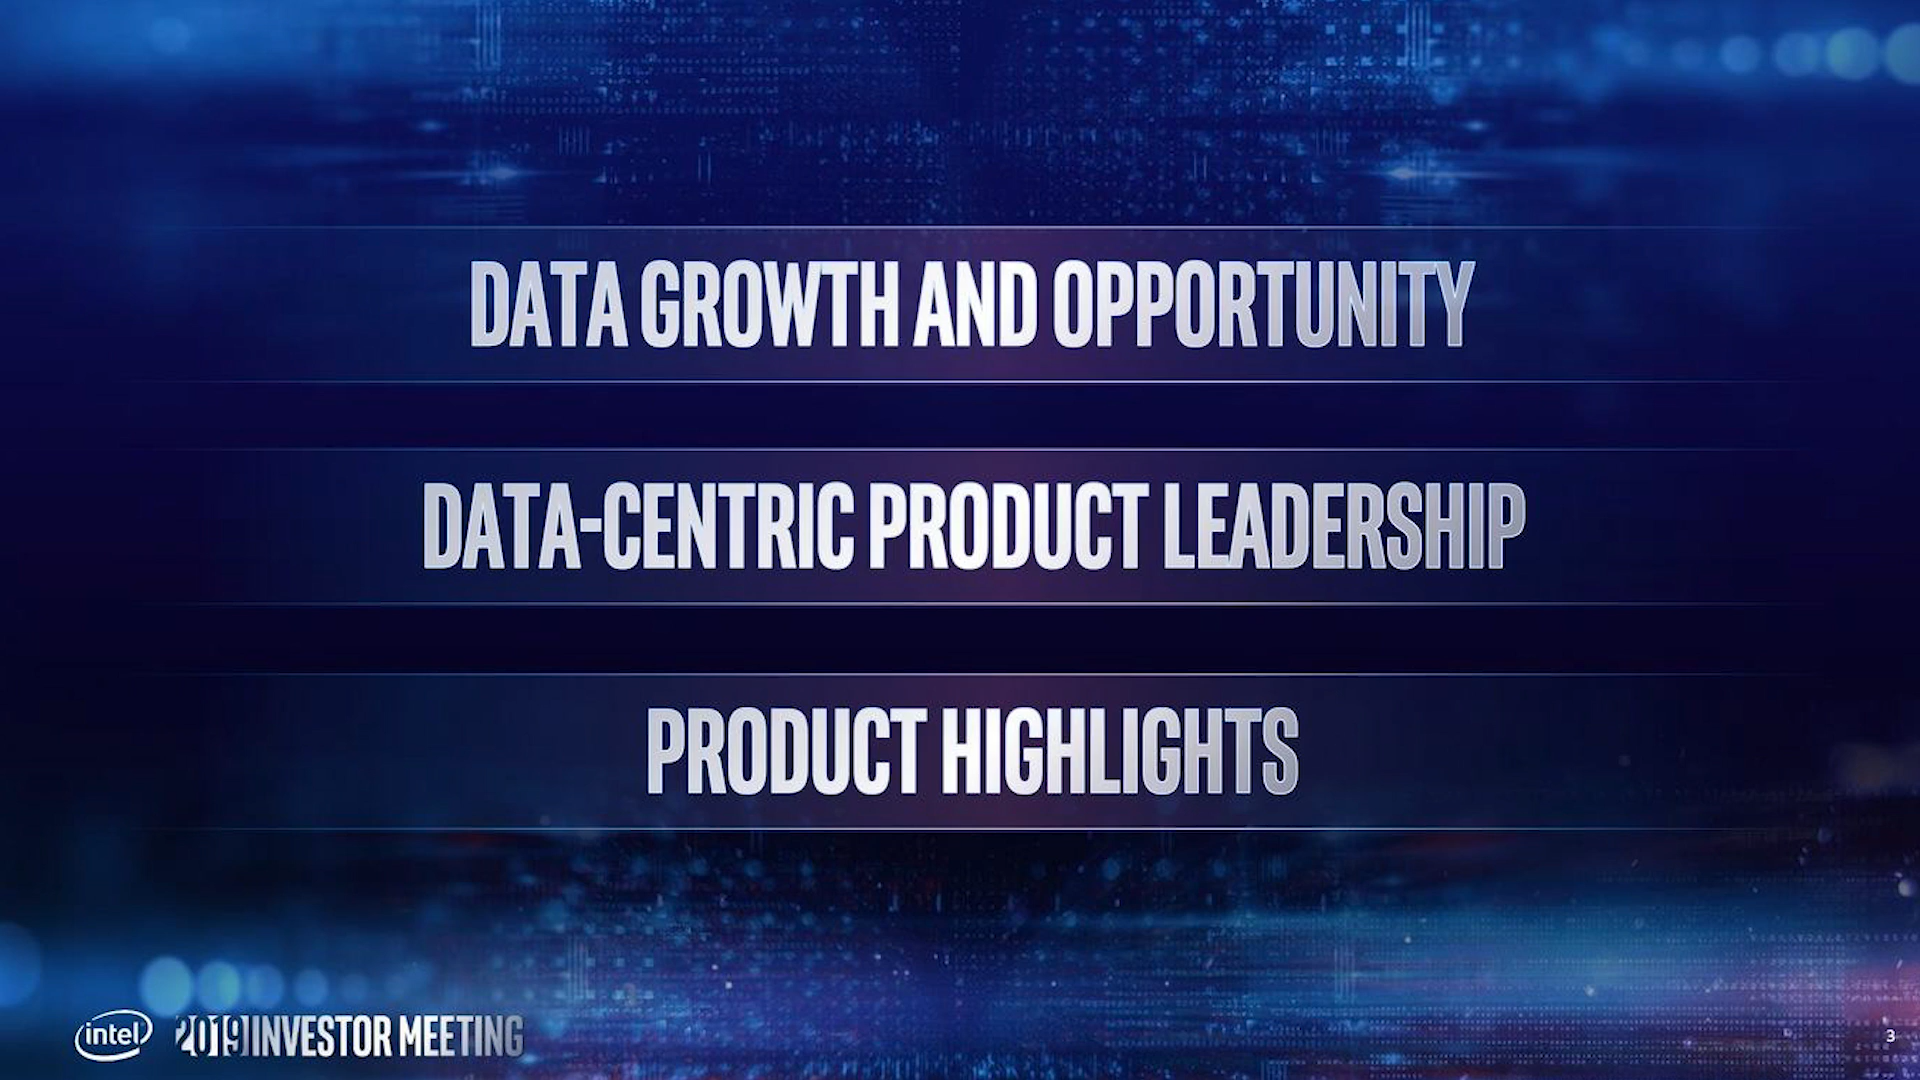 DATA GROWTH AND OPPORTUNITY
DATA-CENTRIC PRODUCT LEADERSHIP
PRODUCT HIGHLIGHTS
intel 2019 INVESTOR MEETING
3